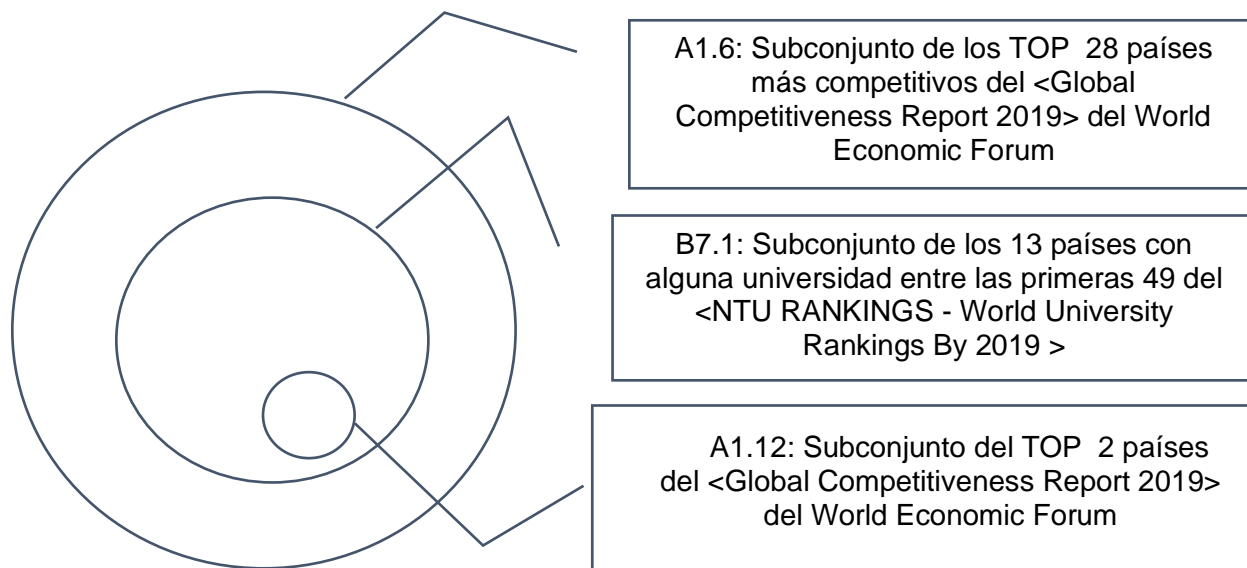 A1.6: Subconjunto de los TOP 28 países
más competitivos del <Global
Competitiveness Report 2019> del World
Economic Forum
B7.1: Subconjunto de los 13 países con
alguna universidad entre las primeras 49 del
<NTU RANKINGS - World University
Rankings By 2019 >
A1.12: Subconjunto del TOP 2 países
del <Global Competitiveness Report 2019>
del World Economic Forum